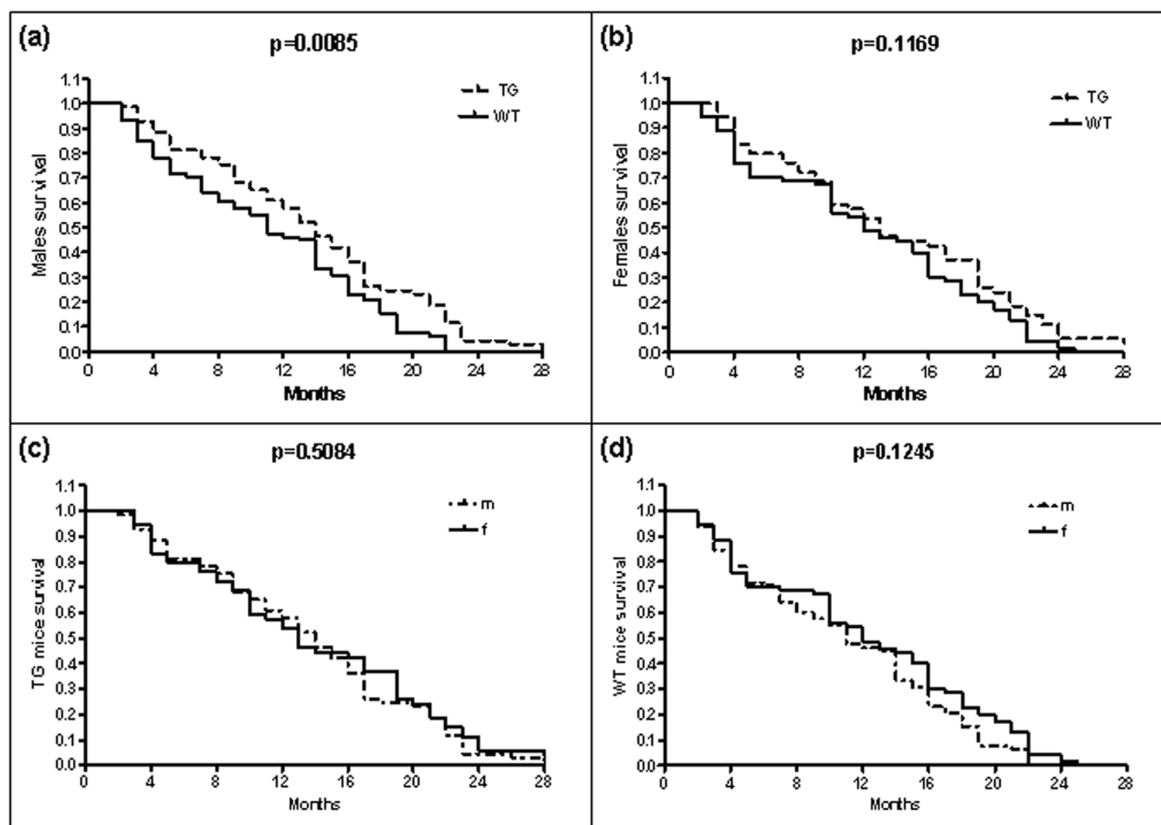 (a)
p=0.0085
TG
WT
Males survival
1.1
1.0
0.9
0.8
0.7
0.6
0.5
0.4
0.3
0.2
0.1
0.0
0 4 8 12 16 20 24 28
Months
(b)
p=0.1169
TG
WT
Females survival
1.1
1.0
0.9
0.8
0.7
0.6
0.5
0.4
0.3
0.2
0.1
0.0
0 4 8 12 16 20 24 28
Months
(c)
p=0.5084
m
f
TG mice survival
1.1
1.0
0.9
0.8
0.7
0.6
0.5
0.4
0.3
0.2
0.1
0.0
0 4 8 12 16 20 24 28
Months
(d)
p=0.1245
m
f
WT mice survival
1.1
1.0
0.9
0.8
0.7
0.6
0.5
0.4
0.3
0.2
0.1
0.0
0 4 8 12 16 20 24 28
Months